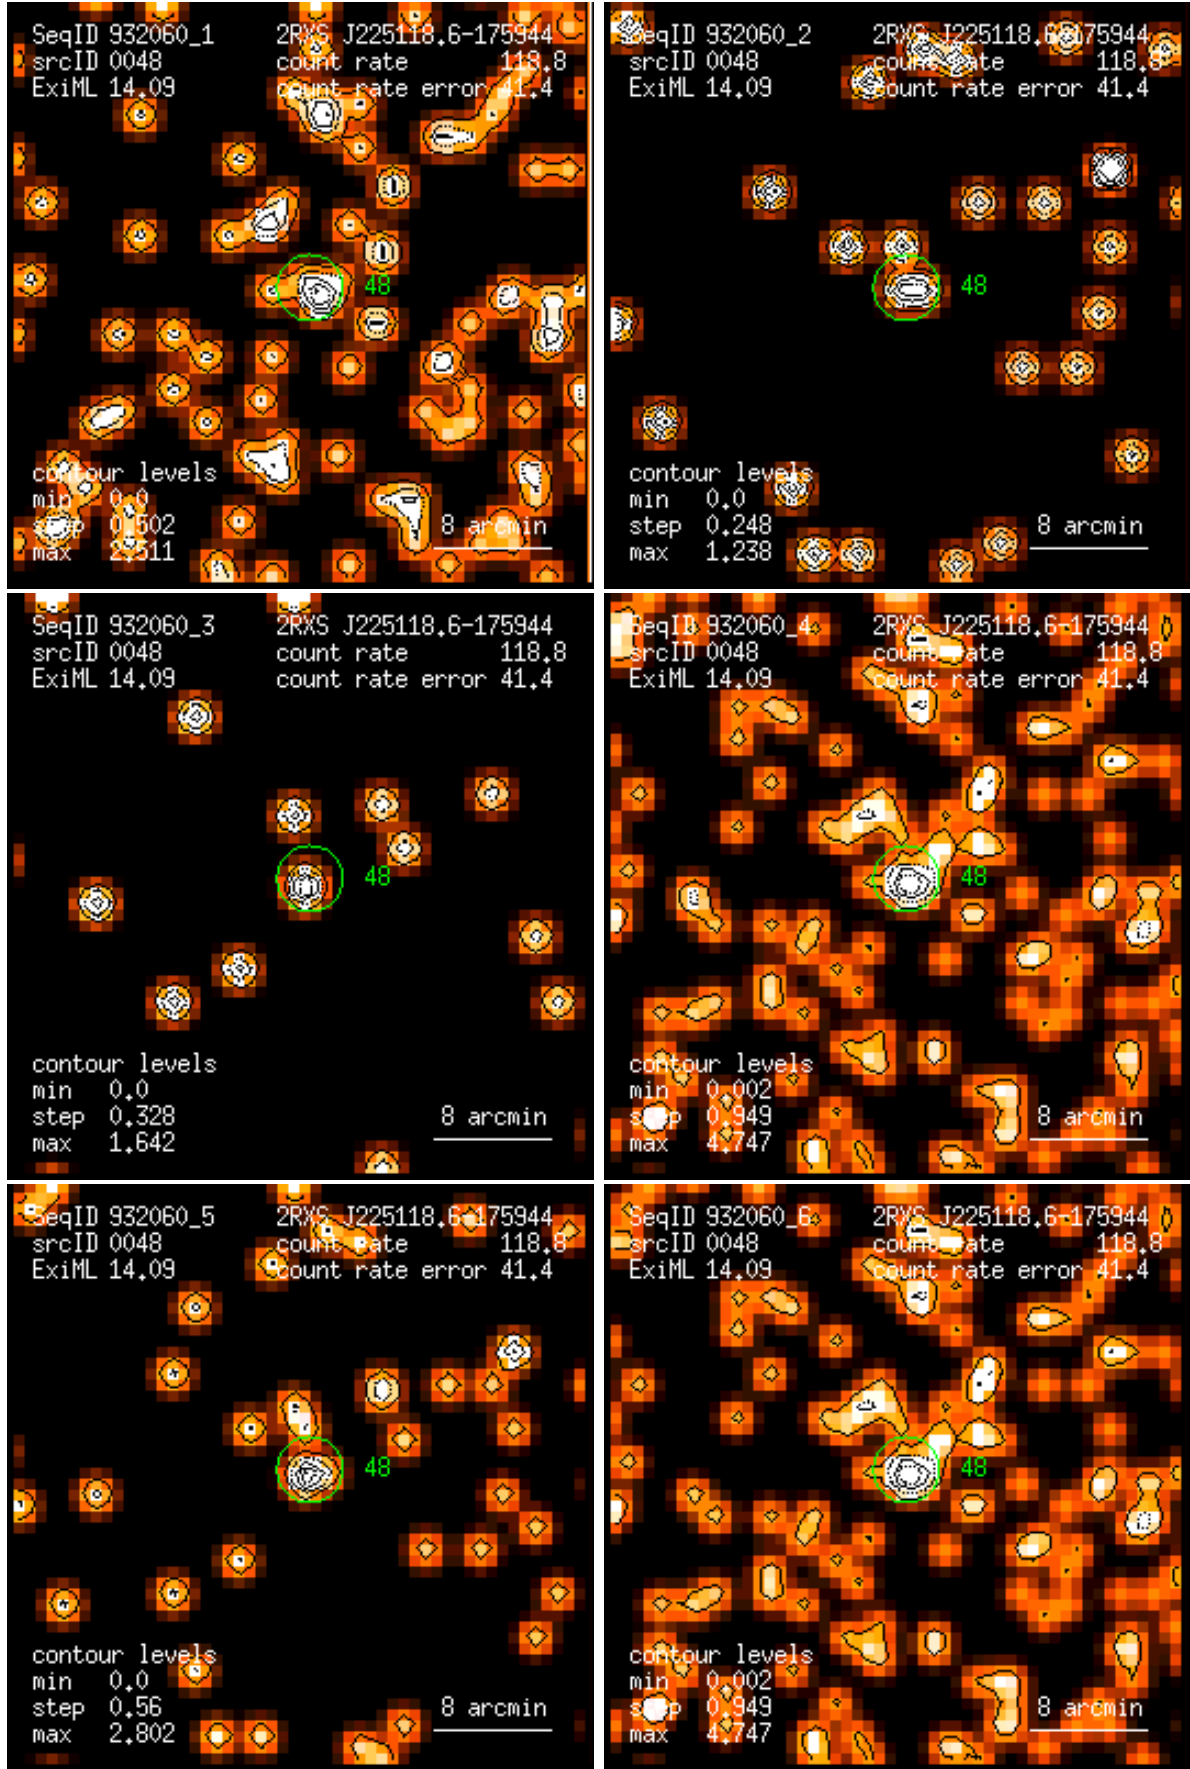 SeqID 932060_1 2RXS J225118.6-175944
srcID 0048 count rate 118.8
ExiML 14.09 count rate error 41.4
48
contour levels
min 0.0
step 0.502
max 2.511
8 arcmin
SeqID 932060_2 2RXS J225118.6-175944
srcID 0048 count rate 118.8
ExiML 14.09 count rate error 41.4
48
contour levels
min 0.0
step 0.248
max 1.238
8 arcmin
SeqID 932060_3 2RXS J225118.6-175944
srcID 0048 count rate 118.8
ExiML 14.09 count rate error 41.4
48
contour levels
min 0.0
step 0.328
max 1.642
8 arcmin
SeqID 932060_4 2RXS J225118.6-175944
srcID 0048 count rate 118.8
ExiML 14.09 count rate error 41.4
48
contour levels
min 0.002
step 0.949
max 4.747
8 arcmin
SeqID 932060_5 2RXS J225118.6-175944
srcID 0048 count rate 118.8
ExiML 14.09 count rate error 41.4
48
contour levels
min 0.0
step 0.56
max 2.802
8 arcmin
SeqID 932060_6 2RXS J225118.6-175944
srcID 0048 count rate 118.8
ExiML 14.09 count rate error 41.4
48
contour levels
min 0.002
step 0.949
max 4.747
8 arcmin